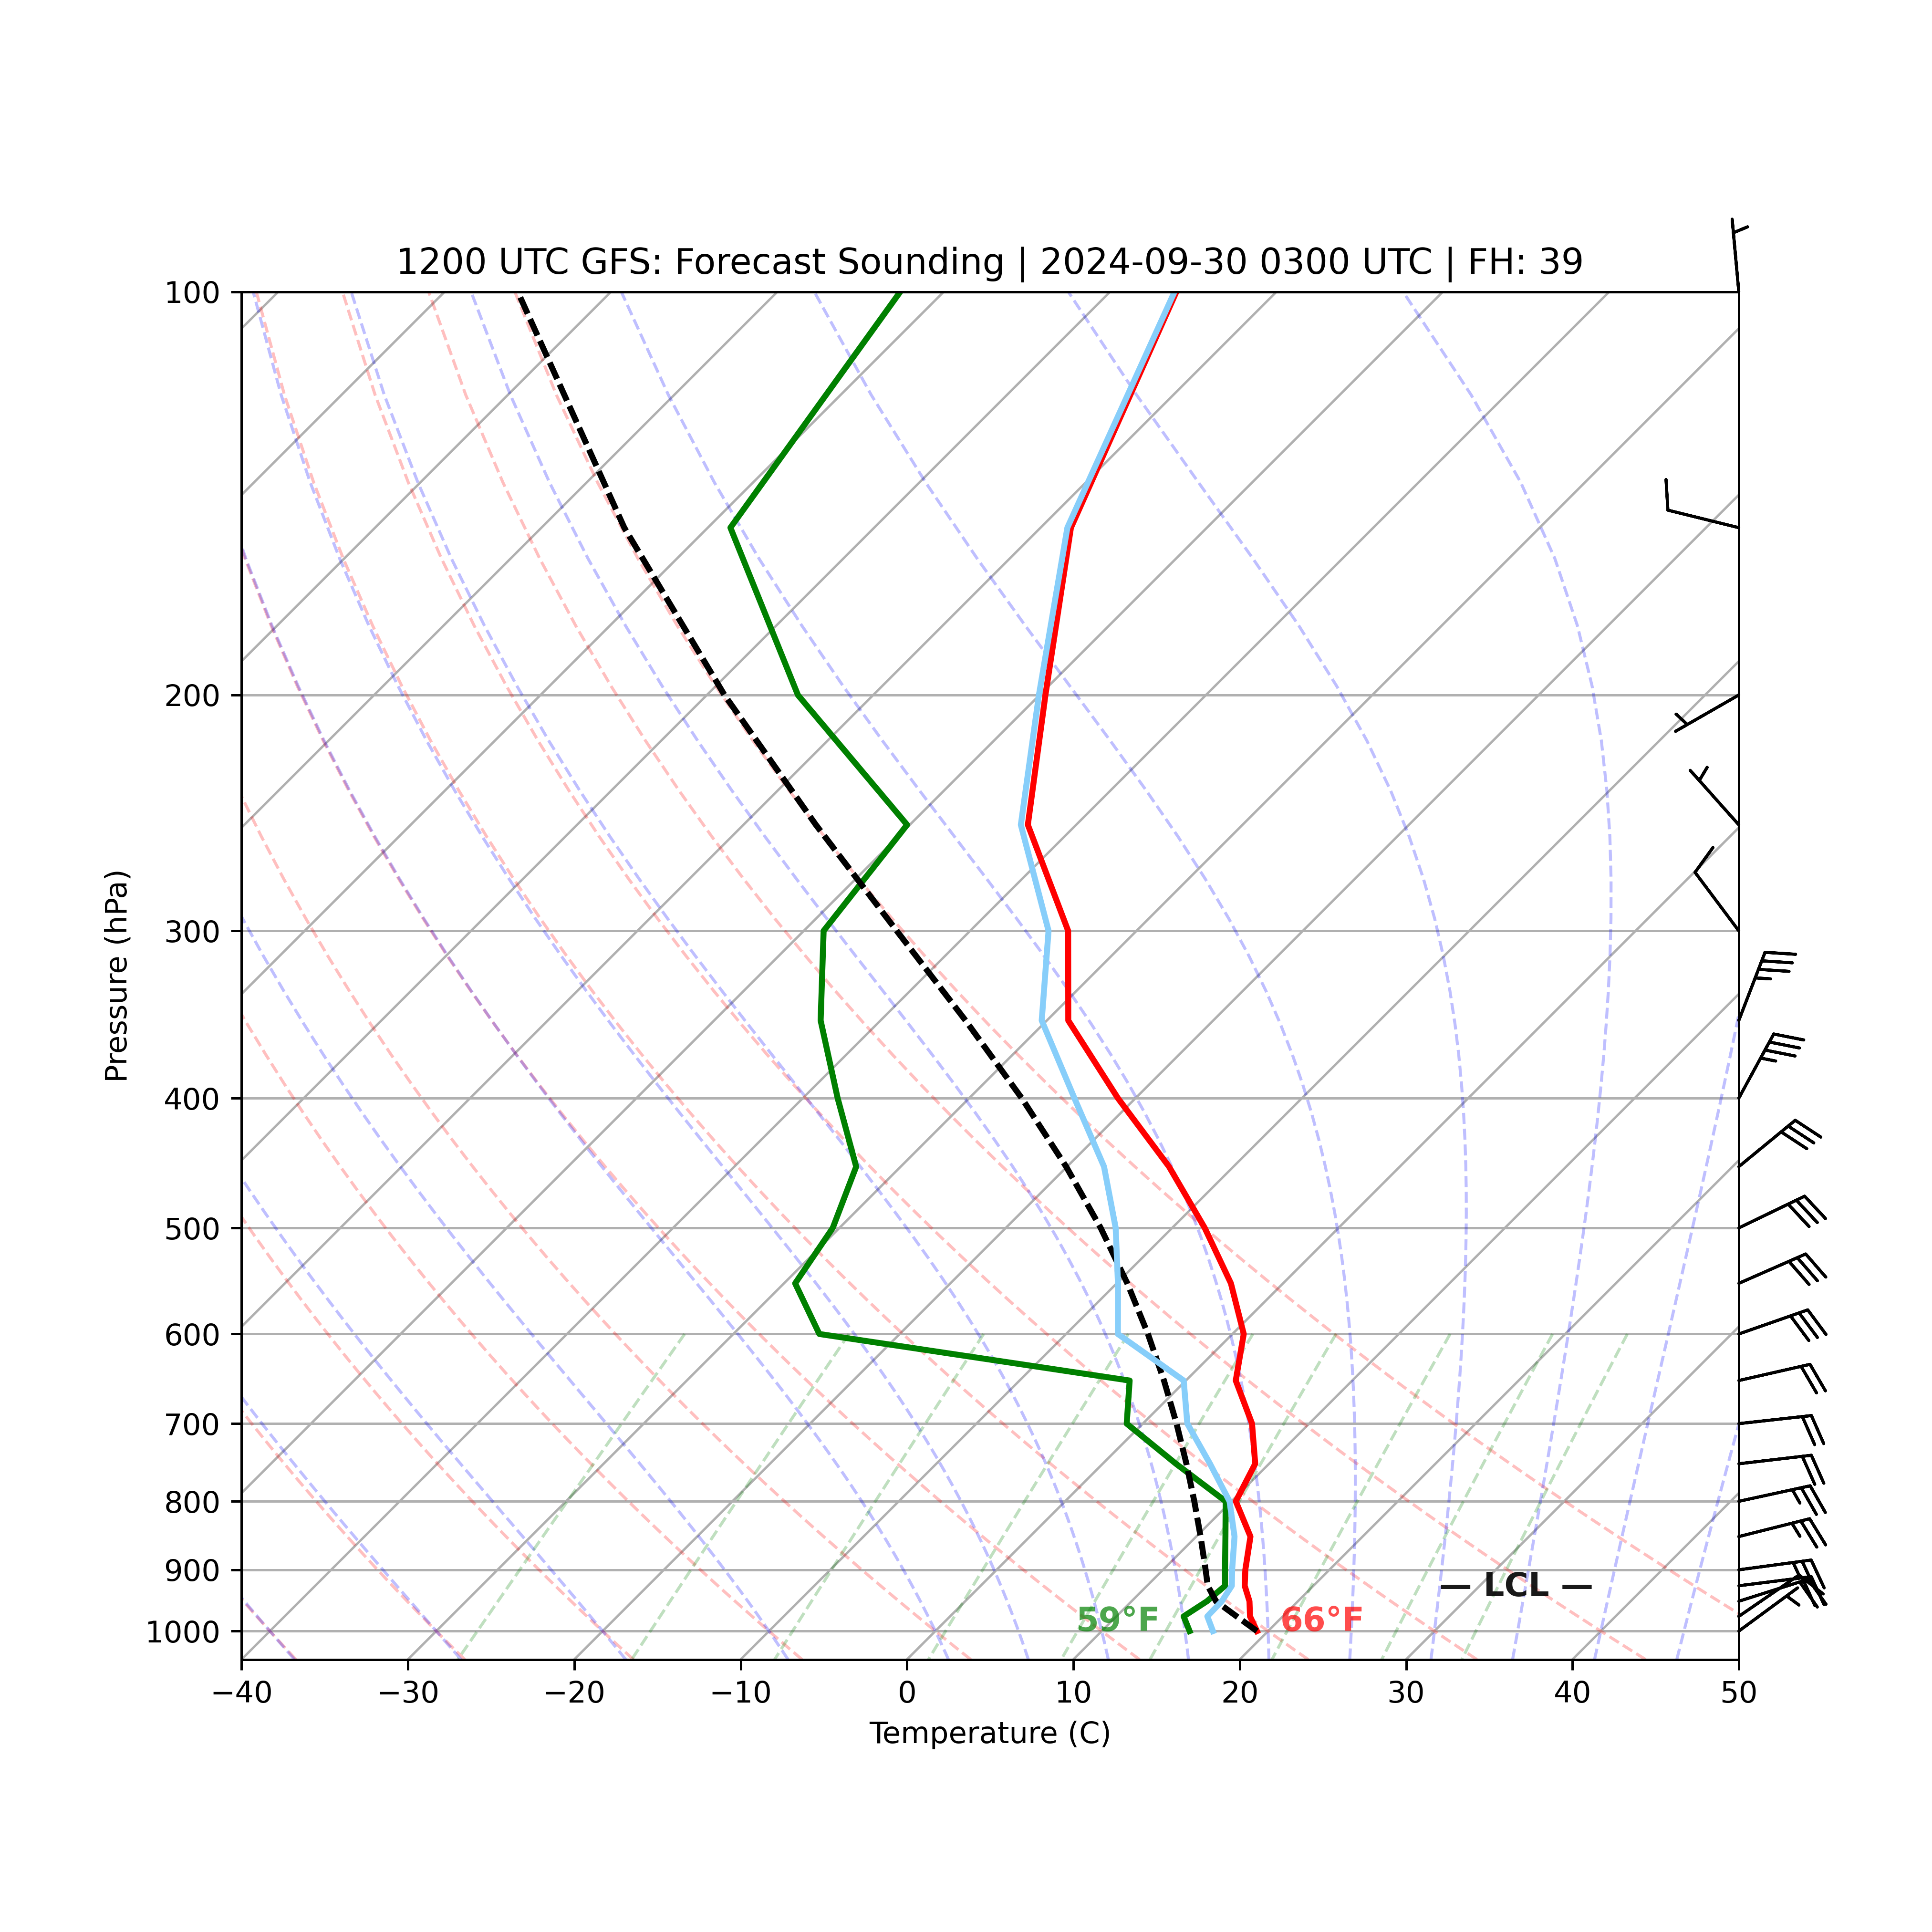 1200 UTC GFS: Forecast Sounding | 2024-09-30 0300 UTC | FH: 39
100
200
300
400
500
600
700
800
900
1000
Pressure (hPa)
— LCL —
59°F
66°F
−40 −30 −20 −10 0 10 20 30 40 50
Temperature (C)